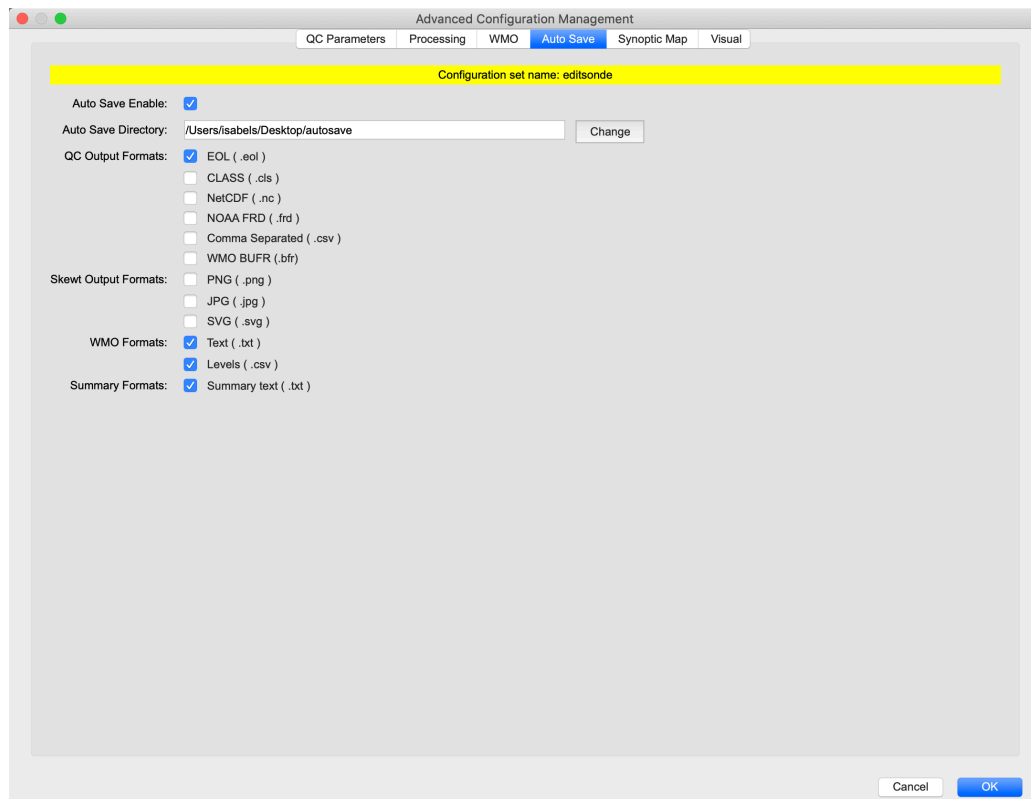 Advanced Configuration Management
QC Parameters Processing WMO Auto Save Synoptic Map Visual
Configuration set name: editsonde
Auto Save Enable:
Auto Save Directory: /Users/isabels/Desktop/autosave Change
QC Output Formats: EOL ( .eol )
CLASS ( .cls )
NetCDF ( .nc )
NOAA FRD ( .frd )
Comma Separated ( .csv )
WMO BUFR (.bfr)
Skewt Output Formats: PNG ( .png )
JPG ( .jpg )
SVG ( .svg )
WMO Formats: Text ( .txt )
Levels ( .csv )
Summary Formats: Summary text ( .txt )
Cancel OK